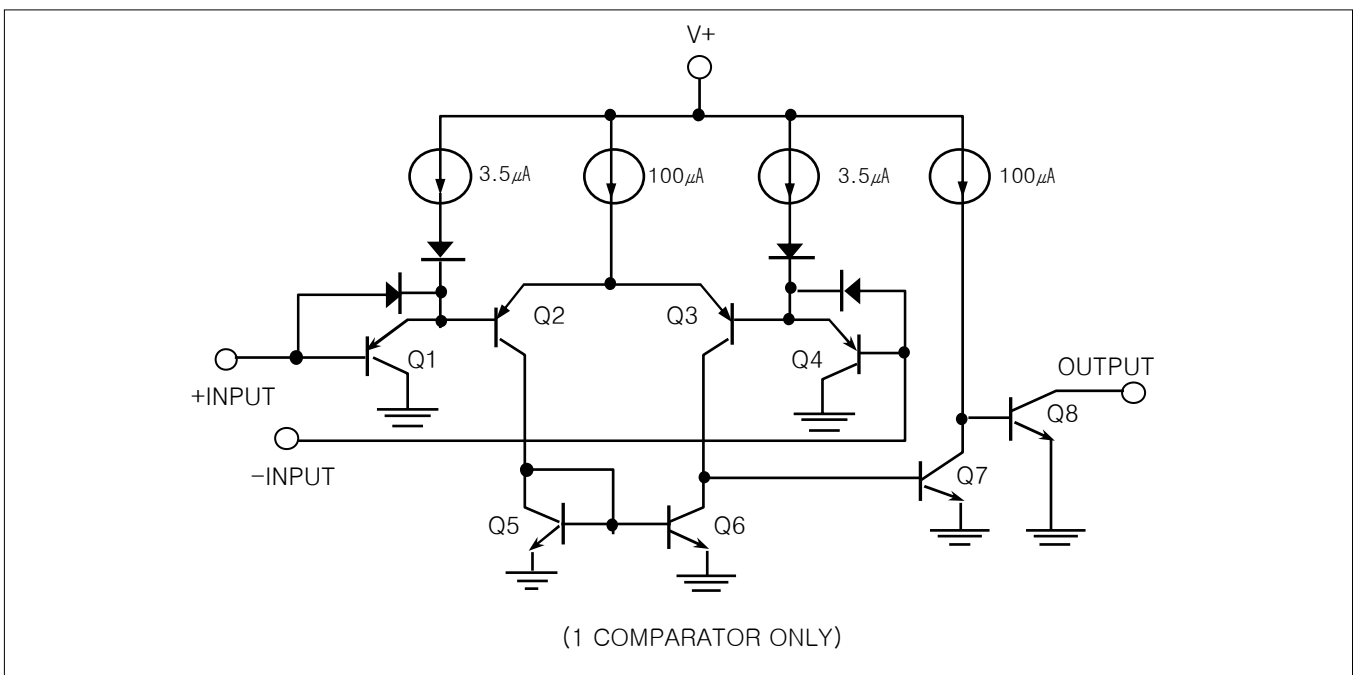 V+
3.5㎂
100㎂
3.5㎂
100㎂
Q2
Q3
Q1
Q4
OUTPUT
+INPUT
Q8
-INPUT
Q7
Q5
Q6
(1 COMPARATOR ONLY)